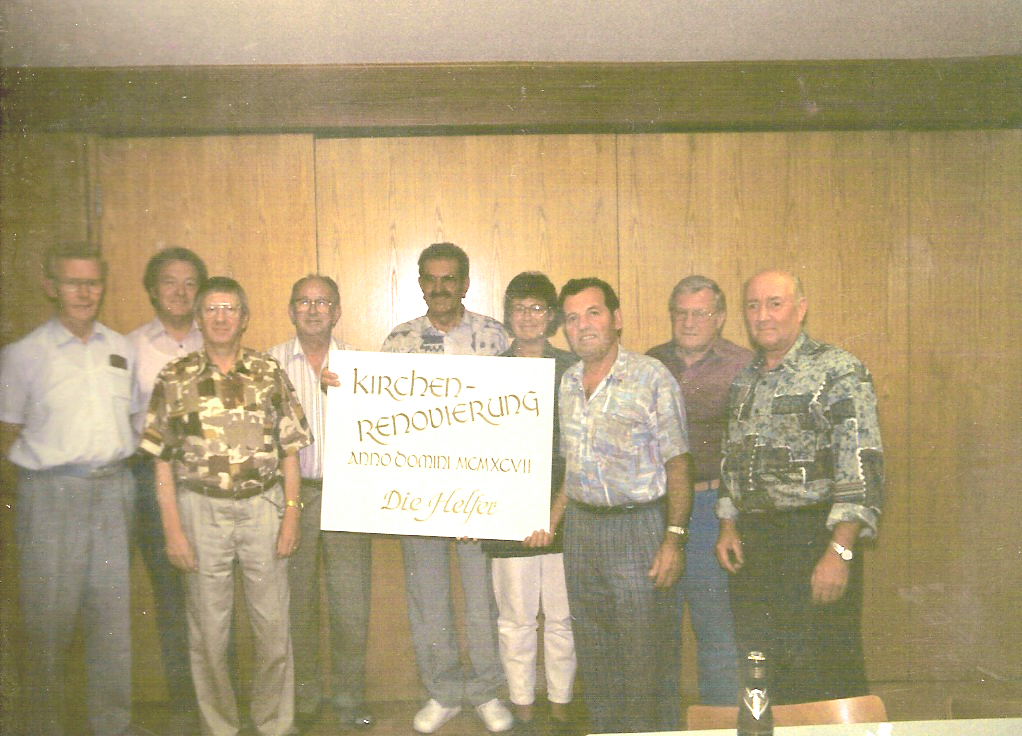 KIRCHEN-
RENOVIERUNG
ANNO DOMINI MCMXCVII
Die Helfer